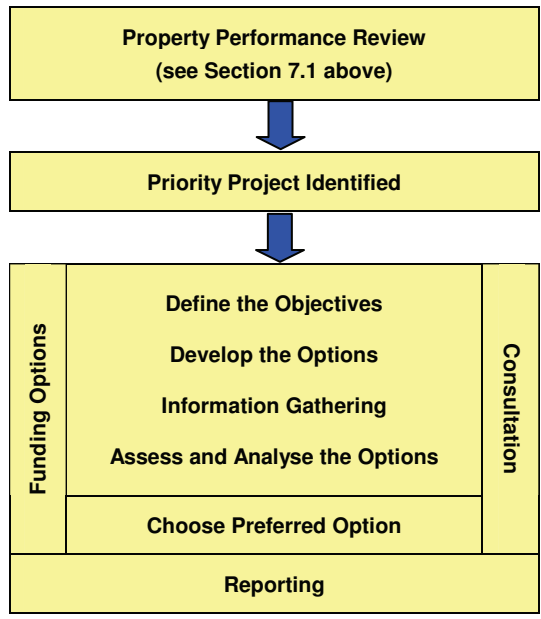 Property Performance Review
(see Section 7.1 above)
Priority Project Identified
Funding Options
Define the Objectives
Develop the Options
Information Gathering
Assess and Analyse the Options
Consultation
Choose Preferred Option
Reporting